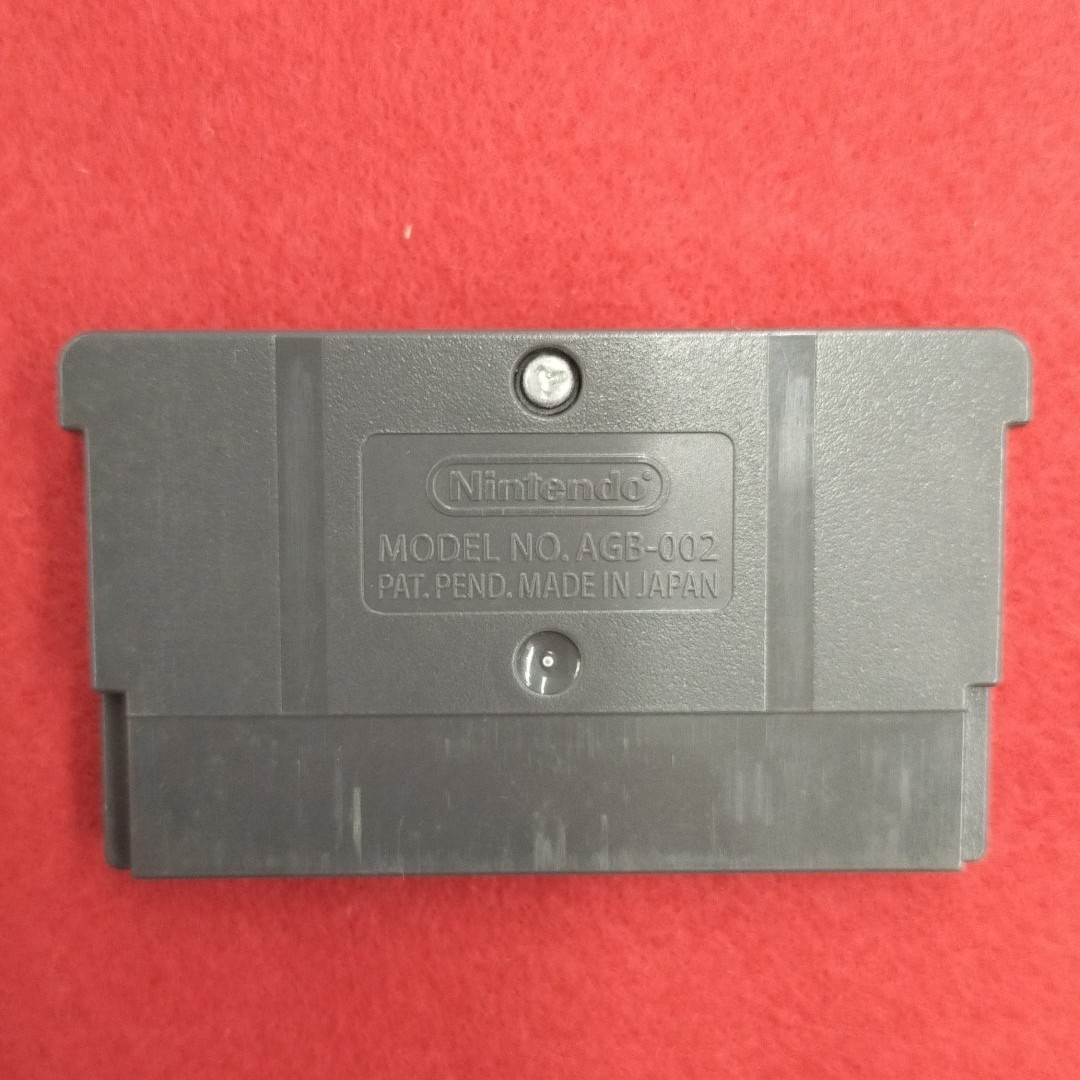 Nintendo®
MODEL NO. AGB-002
PAT. PEND. MADE IN JAPAN